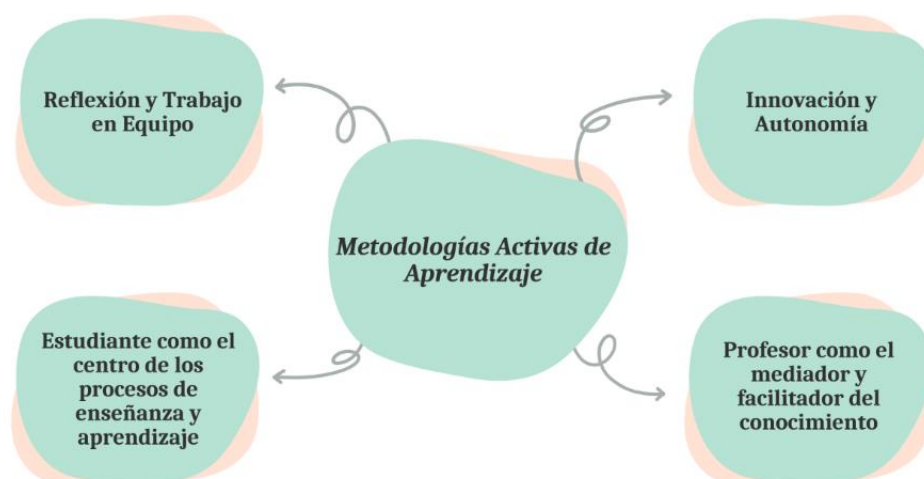 Reflexión y Trabajo
en Equipo
Innovación y
Autonomía
Metodologías Activas de
Aprendizaje
Estudiante como el
centro de los
procesos de
enseñanza y
aprendizaje
Profesor como el
mediador y
facilitador del
conocimiento